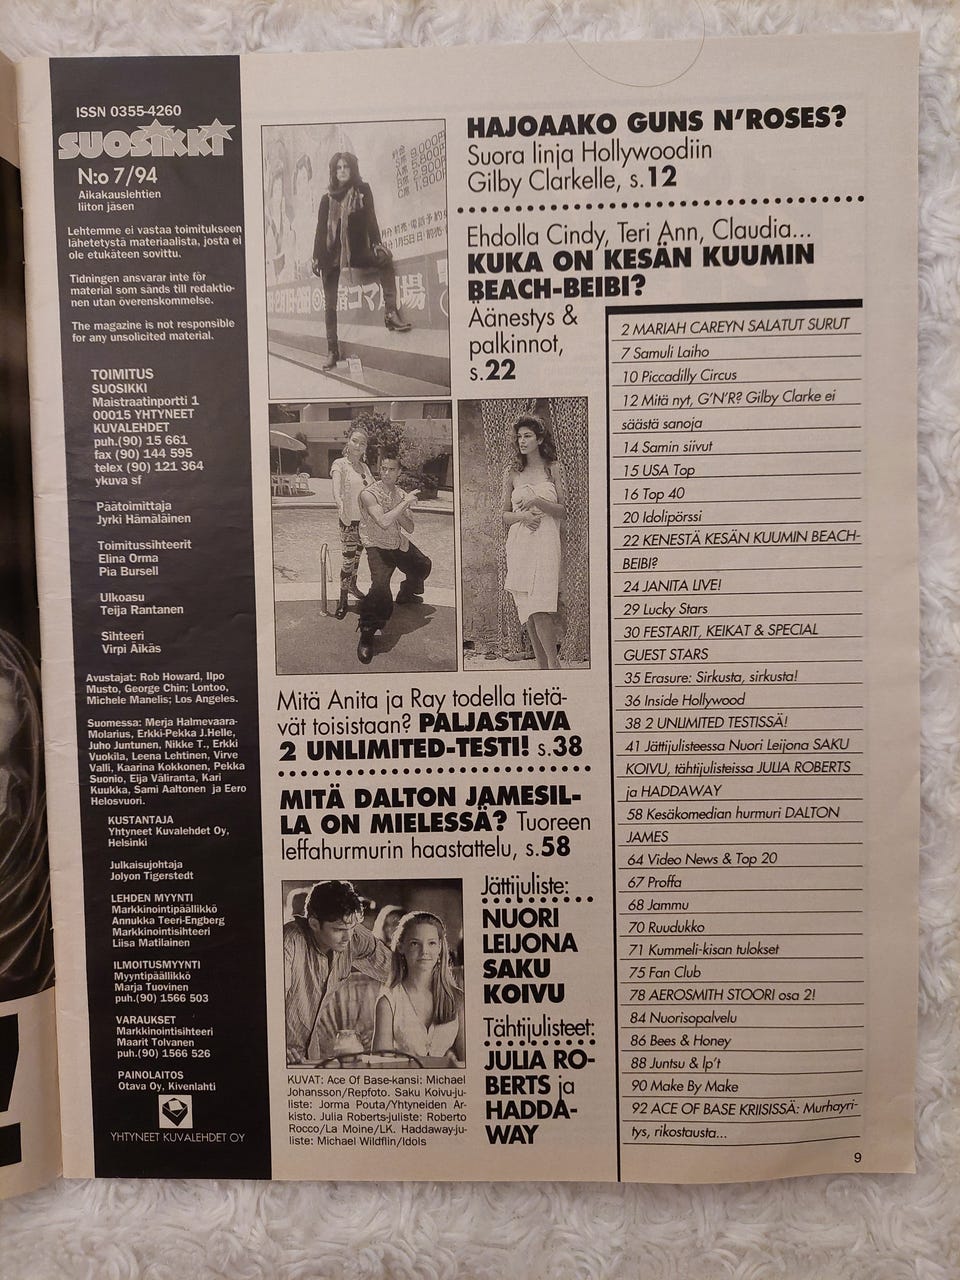 ISSN 0355-4260
SUOSIKKI
N:o 7/94
Aikakauslehtien
liiton jäsen
Lehtemme ei vastaa toimitukseen
lähetetystä materiaalista, josta ei
ole etukäteen sovittu.
Tidningen ansvarar inte för
material som sänds till redaktio-
nen utan överenskommelse.
The magazine is not responsible
for any unsolicited material.
TOIMITUS
SUOSIKKI
Maistraatinportti 1
00015 YHTYNEET
KUVALEHDET
puh.(90) 15 661
fax (90) 144 595
telex (90) 121 364
ykuva sf
Päätoimittaja
Jyrki Hämäläinen
Toimitussihteerit
Elina Orma
Pia Bursell
Ulkoasu
Teija Rantanen
Sihteeri
Virpi Äikäs
Avustajat: Rob Howard, Ilpo
Musto, George Chin; Lontoo,
Michele Manelis; Los Angeles.
Suomessa: Merja Halmevaara-
Molarius, Erkki-Pekka J.Helle,
Juho Juntunen, Nikke T., Erkki
Vuokila, Leena Lehtinen, Virve
Valli, Kaarina Kokkonen, Pekka
Suonio, Eija Väliranta, Kari
Kuukka, Sami Aaltonen ja Eero
Helosvuori.
KUSTANTAJA
Yhtyneet Kuvalehdet Oy,
Helsinki
Julkaisujohtaja
Jolyon Tigerstedt
LEHDEN MYYNTI
Markkinointipäällikkö
Annukka Teeri-Engberg
Markkinointisihteeri
Liisa Matilainen
ILMOITUSMYYNTI
Myyntipäällikkö
Marja Tuovinen
puh.(90) 1566 503
VARAUKSET
Markkinointisihteeri
Maarit Tolvanen
puh.(90) 1566 526
PAINOLAITOS
Otava Oy, Kivenlahti
YHTYNEET KUVALEHDET OY
HAJOAAKO GUNS N'ROSES?
Suora linja Hollywoodiin
Gilby Clarkelle, s.12
Ehdolla Cindy, Teri Ann, Claudia...
KUKA ON KESÄN KUUMIN
BEACH-BEIBI?
Äänestys &
palkinnot,
s.22
Mitä Anita ja Ray todella tietä-
vät toisistaan? PALJASTAVA
2 UNLIMITED-TESTI! s.38
MITÄ DALTON JAMESIL-
LA ON MIELESSÄ? Tuoreen
leffahurmurin haastattelu, s.58
Jättijuliste:
NUORI
LEIJONA
SAKU
KOIVU
Tähtijulisteet:
JULIA RO-
BERTS ja
HADDA-
WAY
KUVAT: Ace Of Base-kansi: Michael
Johansson/Repfoto. Saku Koivu-ju-
liste: Jorma Pouta/Yhtyneiden Ar-
kisto. Julia Roberts-juliste: Roberto
Rocco/La Moine/LK. Haddaway-ju-
liste: Michael Wildflin/Idols
2 MARIAH CAREYN SALATUT SURUT
7 Samuli Laiho
10 Piccadilly Circus
12 Mitä nyt, G'N'R? Gilby Clarke ei
säästä sanoja
14 Samin siivut
15 USA Top
16 Top 40
20 Idolipörssi
22 KENESTÄ KESÄN KUUMIN BEACH-
BEIBI?
24 JANITA LIVE!
29 Lucky Stars
30 FESTARIT, KEIKAT & SPECIAL
GUEST STARS
35 Erasure: Sirkusta, sirkusta!
36 Inside Hollywood
38 2 UNLIMITED TESTISSÄ!
41 Jättijulisteessa Nuori Leijona SAKU
KOIVU, tähtijulisteissa JULIA ROBERTS
ja HADDAWAY
58 Kesäkomedian hurmuri DALTON
JAMES
64 Video News & Top 20
67 Proffa
68 Jammu
70 Ruudukko
71 Kummeli-kisan tulokset
75 Fan Club
78 AEROSMITH STOORI osa 2!
84 Nuorisopalvelu
86 Bees & Honey
88 Juntsu & lp't
90 Make By Make
92 ACE OF BASE KRIISISSÄ: Murhayri-
tys, rikostausta...
9